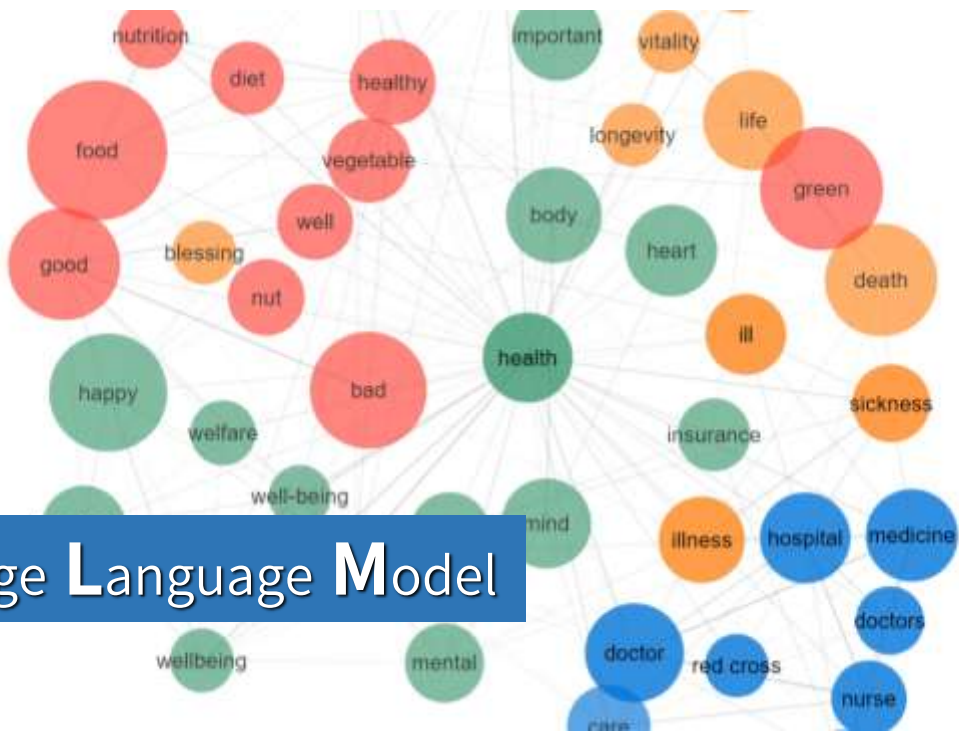 important
nutrition
vitality
diet
healthy
life
longevity
food
vegetable
green
body
well
heart
blessing
good
death
nut
ill
health
bad
happy
sickness
welfare
insurance
well-being
mind
hospital
medicine
illness
ge Language Model
doctors
doctor
wellbeing
mental
red cross
nurse
care